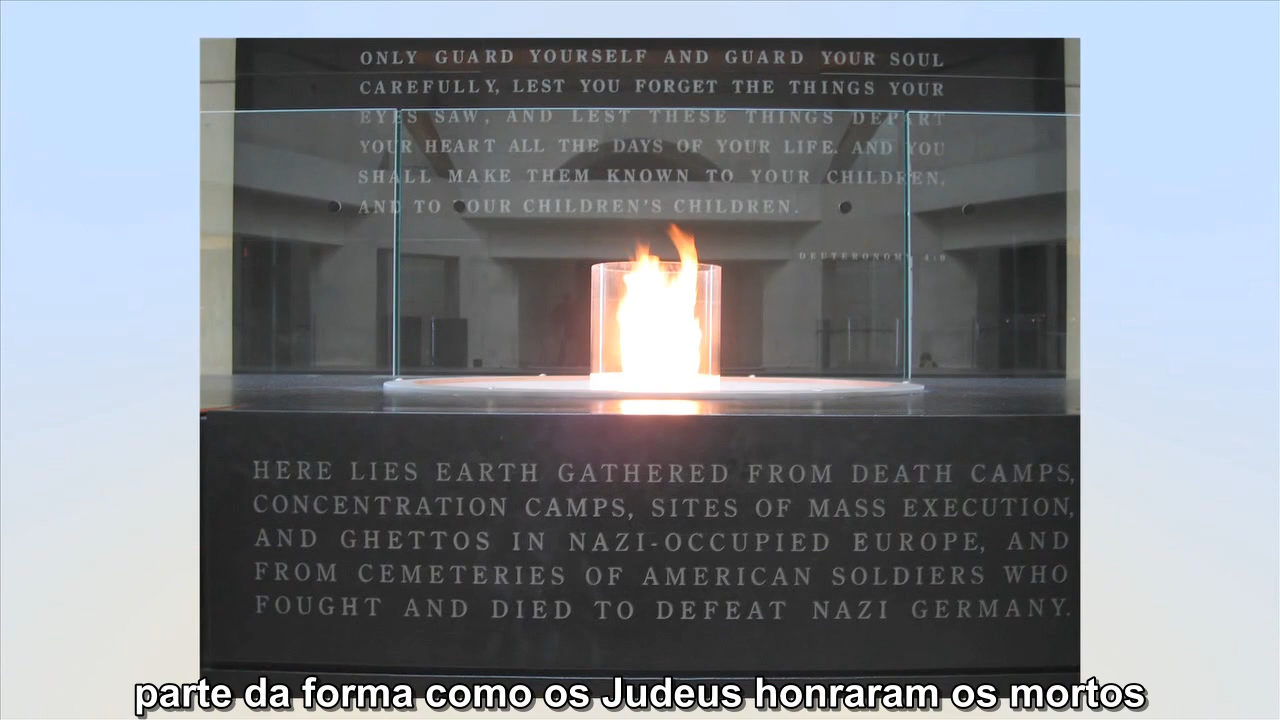 ONLY GUARD YOURSELF AND GUARD YOUR SOUL
CAREFULLY, LEST YOU FORGET THE THINGS YOUR
EYES SAW, AND LEST THESE THINGS DEPART
YOUR HEART ALL THE DAYS OF YOUR LIFE. AND YOU
SHALL MAKE THEM KNOWN TO YOUR CHILDREN,
AND TO YOUR CHILDREN'S CHILDREN.
DEUTERONOMY 4:9
HERE LIES EARTH GATHERED FROM DEATH CAMPS,
CONCENTRATION CAMPS, SITES OF MASS EXECUTION,
AND GHETTOS IN NAZI-OCCUPIED EUROPE, AND
FROM CEMETERIES OF AMERICAN SOLDIERS WHO
FOUGHT AND DIED TO DEFEAT NAZI GERMANY.
parte da forma como os Judeus honraram os mortos